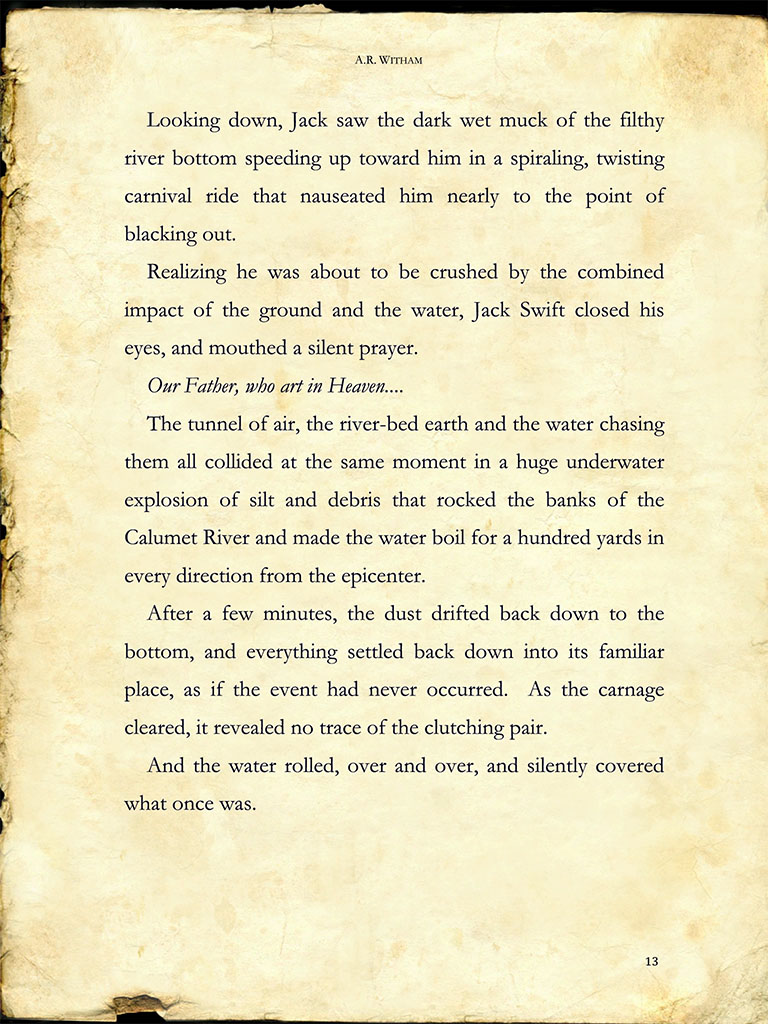 A.R. Witham
Looking down, Jack saw the dark wet muck of the filthy
river bottom speeding up toward him in a spiraling, twisting
carnival ride that nauseated him nearly to the point of
blacking out.
Realizing he was about to be crushed by the combined
impact of the ground and the water, Jack Swift closed his
eyes, and mouthed a silent prayer.
Our Father, who art in Heaven....
The tunnel of air, the river-bed earth and the water chasing
them all collided at the same moment in a huge underwater
explosion of silt and debris that rocked the banks of the
Calumet River and made the water boil for a hundred yards in
every direction from the epicenter.
After a few minutes, the dust drifted back down to the
bottom, and everything settled back down into its familiar
place, as if the event had never occurred.  As the carnage
cleared, it revealed no trace of the clutching pair.
And the water rolled, over and over, and silently covered
what once was.
13